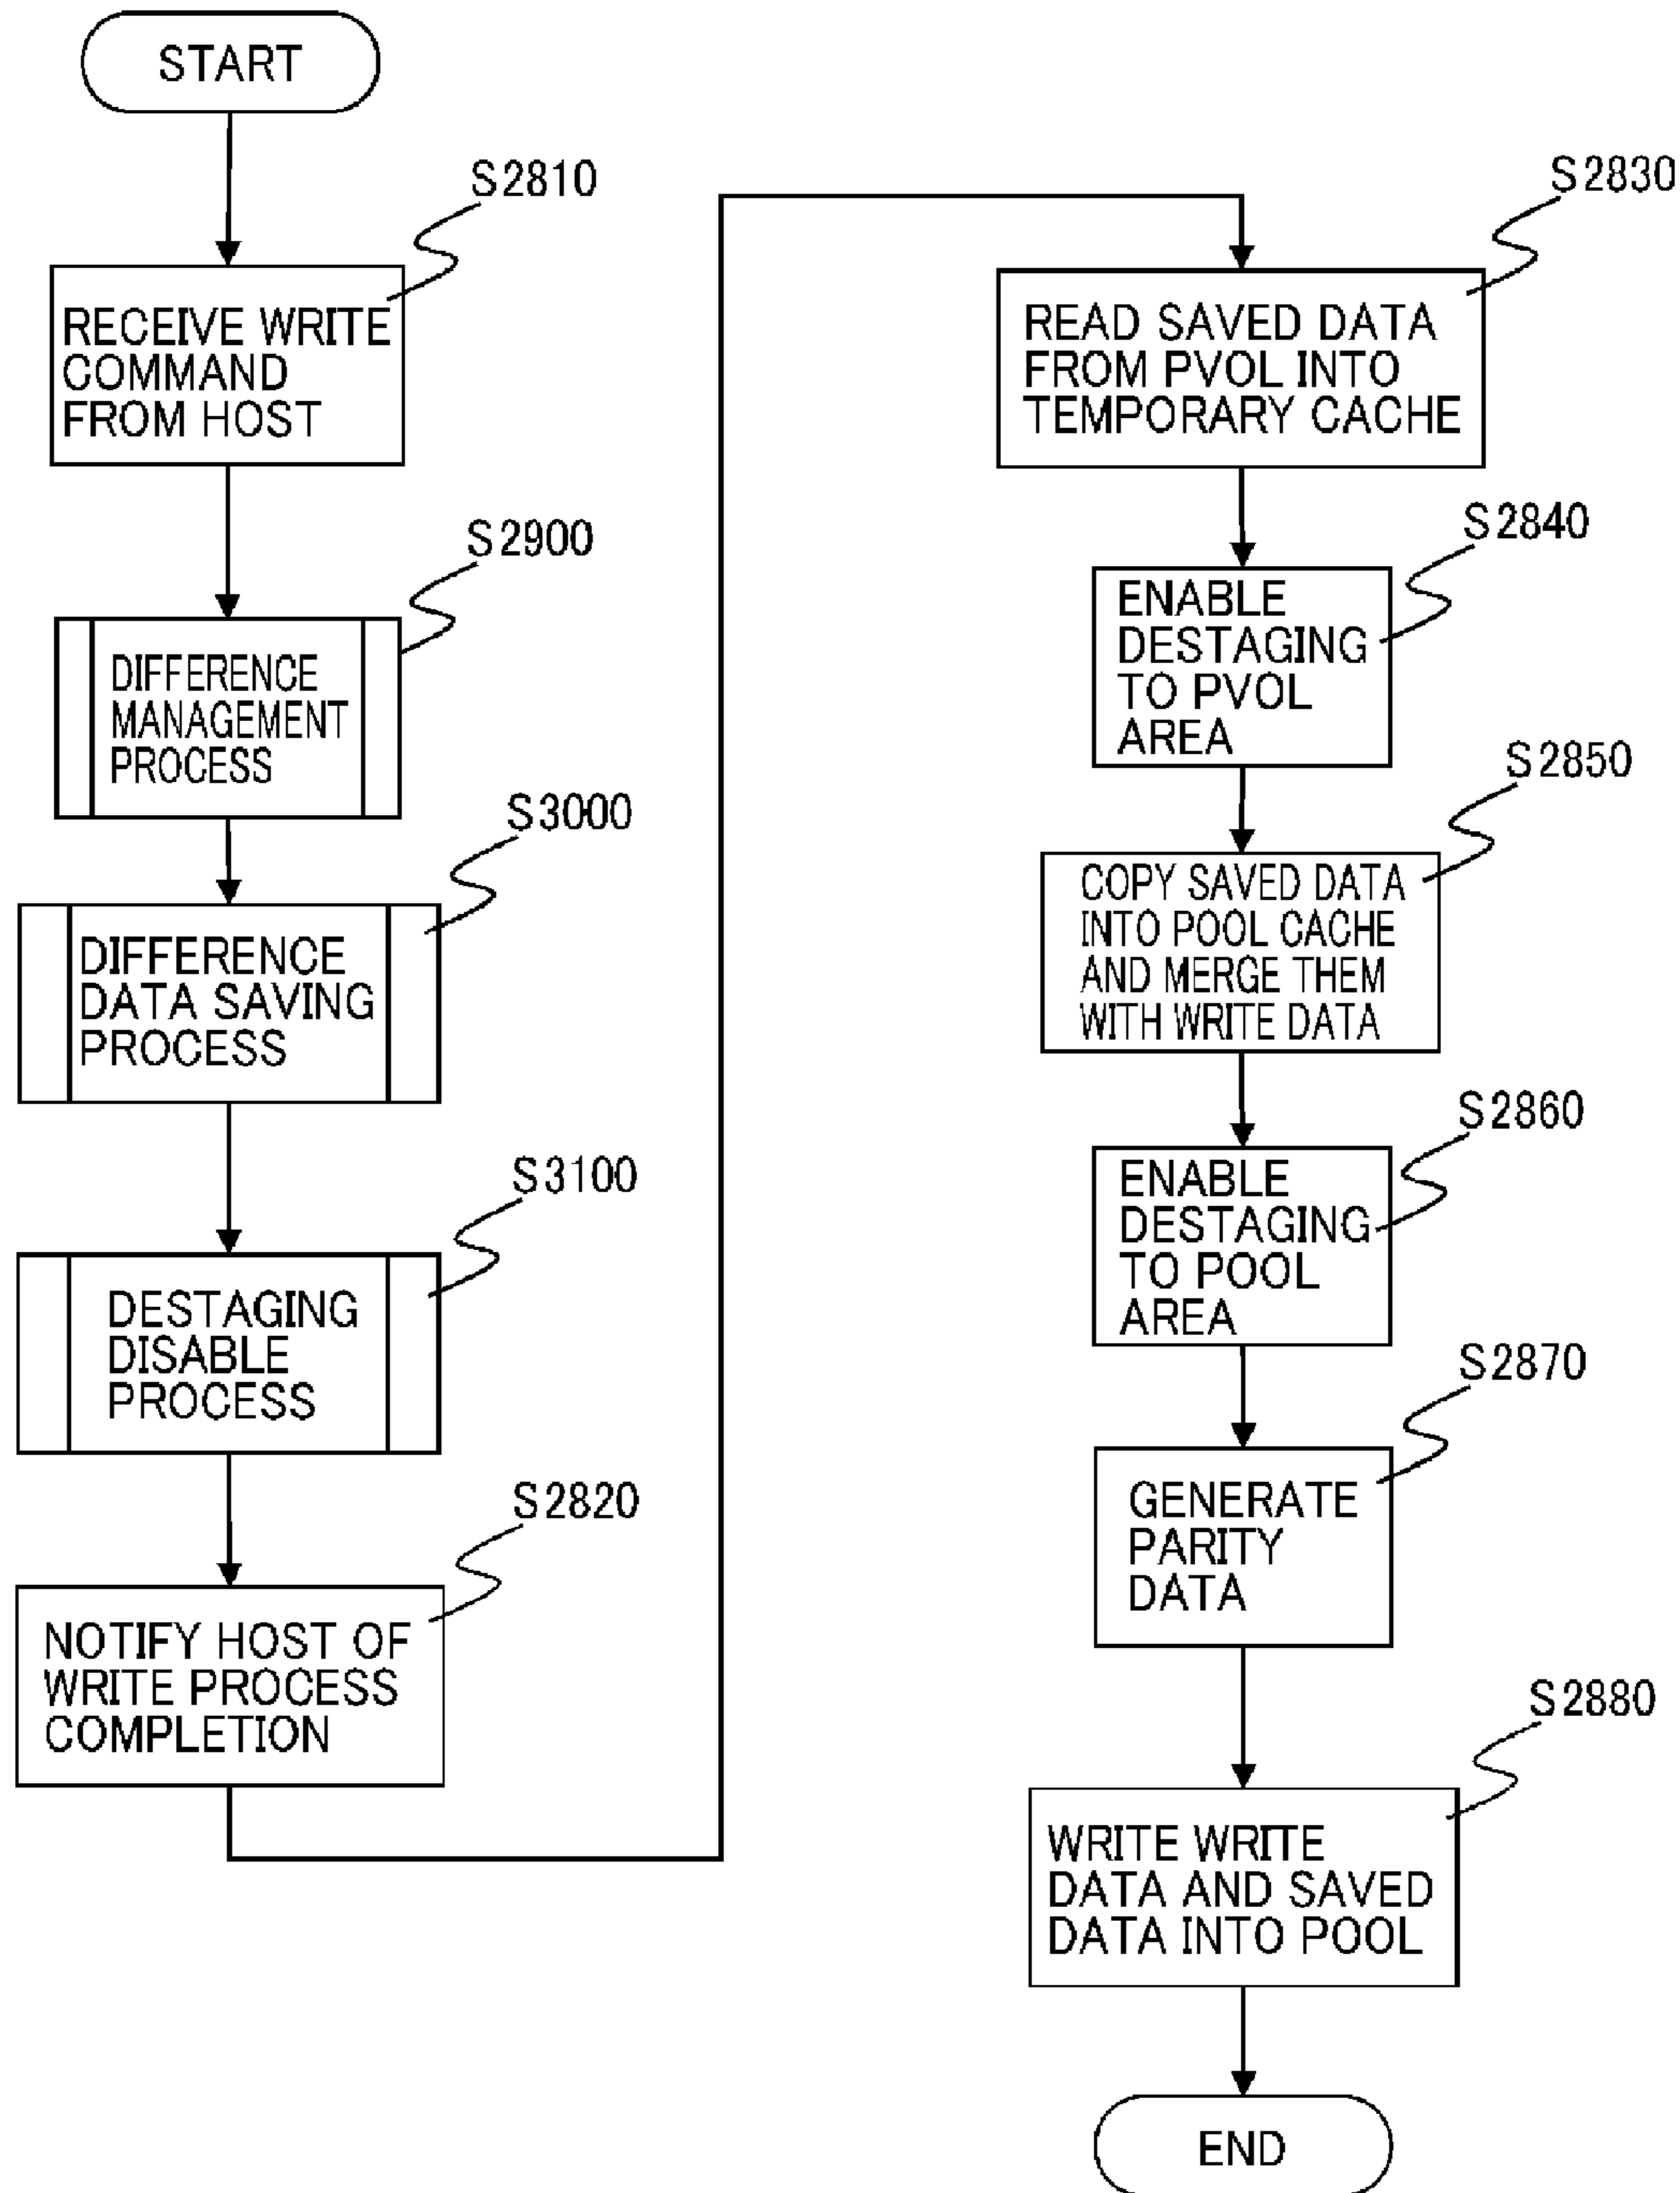 START
S2810
RECEIVE WRITE
COMMAND
FROM HOST
S2900
DIFFERENCE
MANAGEMENT
PROCESS
S3000
DIFFERENCE
DATA SAVING
PROCESS
S3100
DESTAGING
DISABLE
PROCESS
S2820
NOTIFY HOST OF
WRITE PROCESS
COMPLETION
S2830
READ SAVED DATA
FROM PVOL INTO
TEMPORARY CACHE
S2840
ENABLE
DESTAGING
TO PVOL
AREA
S2850
COPY SAVED DATA
INTO POOL CACHE
AND MERGE THEM
WITH WRITE DATA
S2860
ENABLE
DESTAGING
TO POOL
AREA
S2870
GENERATE
PARITY
DATA
S2880
WRITE WRITE
DATA AND SAVED
DATA INTO POOL
END